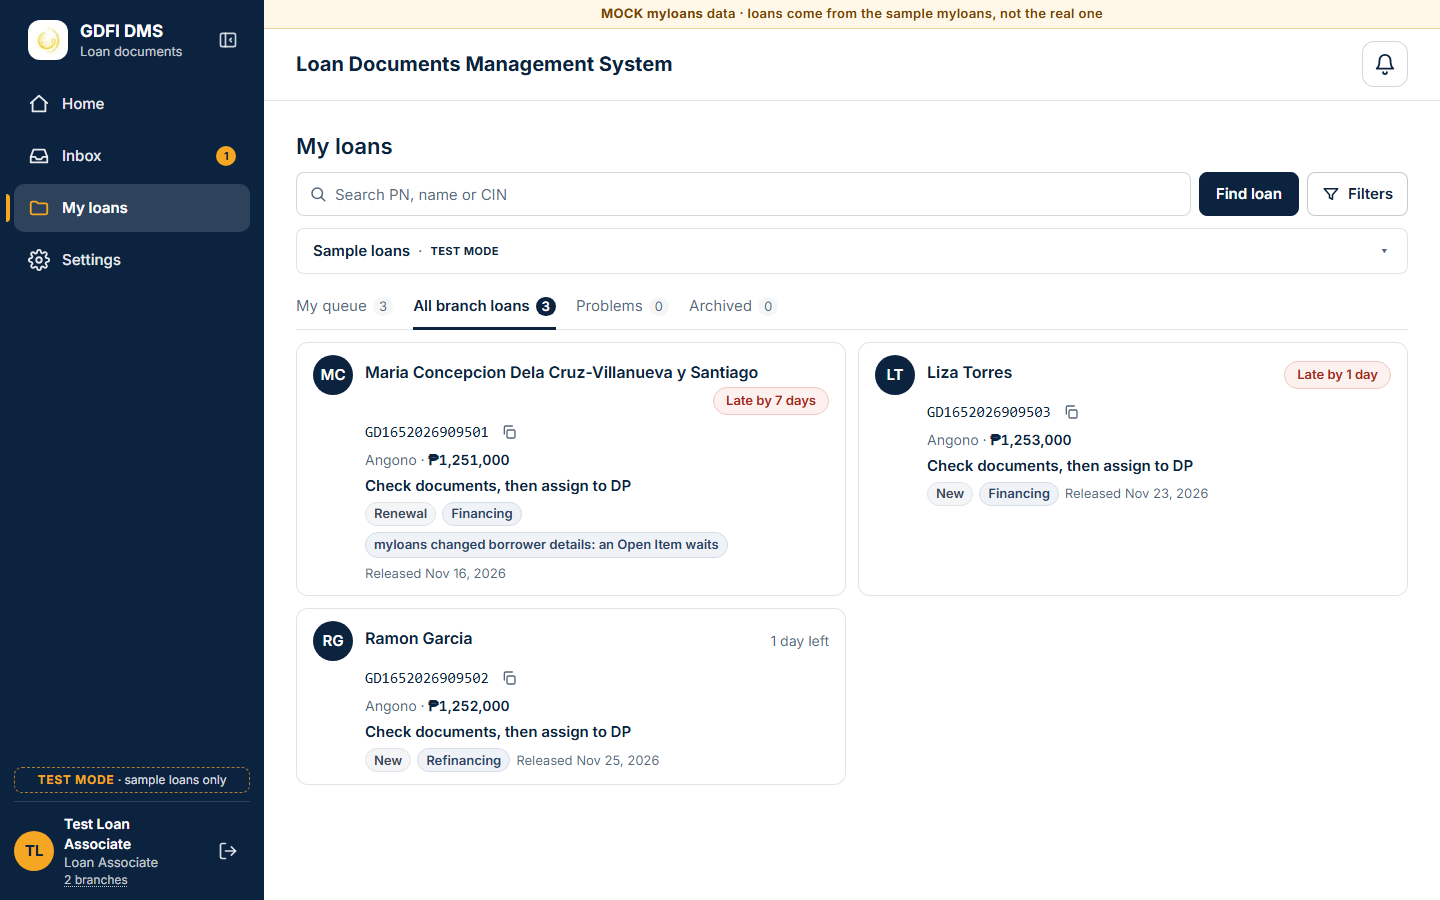 MOCK myloans data · loans come from the sample myloans, not the real one
GDFI DMS
Loan documents
Home
Inbox
1
My loans
Settings
TEST MODE · sample loans only
TL
Test Loan
Associate
Loan Associate
2 branches
Loan Documents Management System
My loans
Search PN, name or CIN
Find loan
Filters
Sample loans · TEST MODE
My queue 3
All branch loans 3
Problems 0
Archived 0
MC
Maria Concepcion Dela Cruz-Villanueva y Santiago
Late by 7 days
GD1652026909501
Angono · ₱1,251,000
Check documents, then assign to DP
Renewal
Financing
myloans changed borrower details: an Open Item waits
Released Nov 16, 2026
LT
Liza Torres
Late by 1 day
GD1652026909503
Angono · ₱1,253,000
Check documents, then assign to DP
New
Financing
Released Nov 23, 2026
RG
Ramon Garcia
1 day left
GD1652026909502
Angono · ₱1,252,000
Check documents, then assign to DP
New
Refinancing
Released Nov 25, 2026